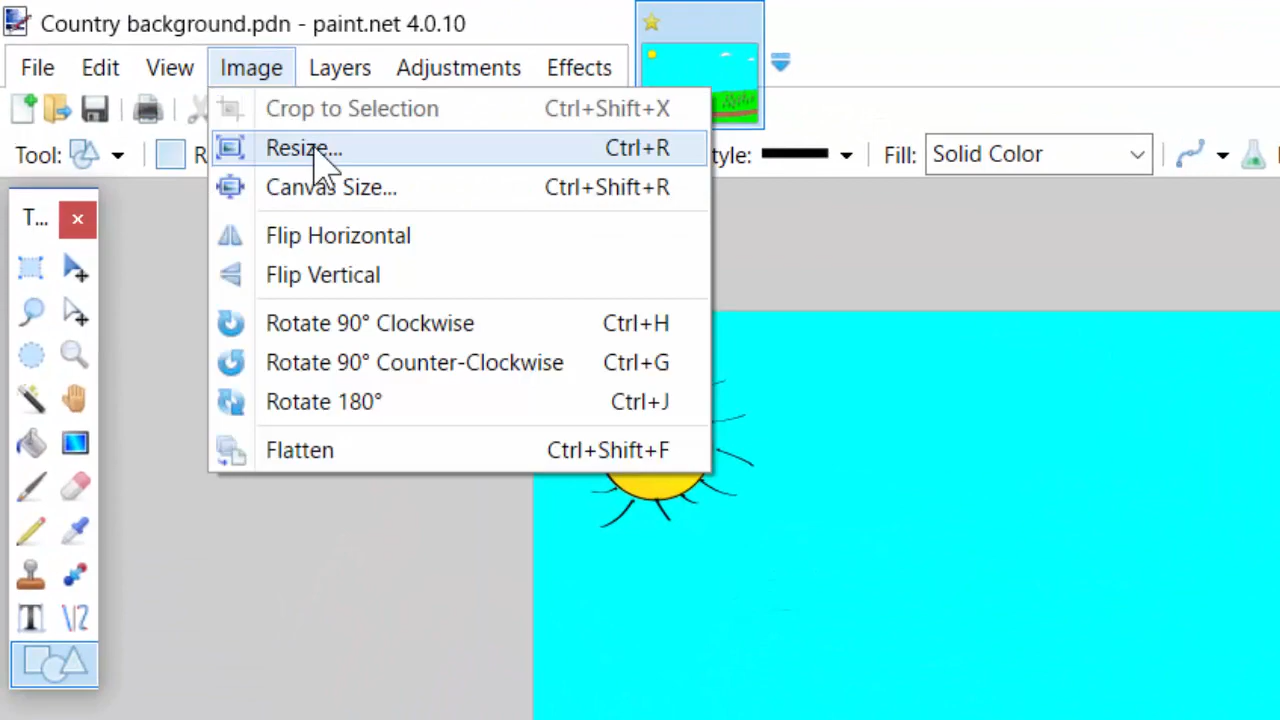 Country background.pdn - paint.net 4.0.10
File Edit View Image Layers Adjustments Effects
Crop to Selection Ctrl+Shift+X
Resize... Ctrl+R
Tool: R
tyle: Fill: Solid Color
Canvas Size... Ctrl+Shift+R
T...
Flip Horizontal
Flip Vertical
Rotate 90° Clockwise Ctrl+H
Rotate 90° Counter-Clockwise Ctrl+G
Rotate 180° Ctrl+J
Flatten Ctrl+Shift+F